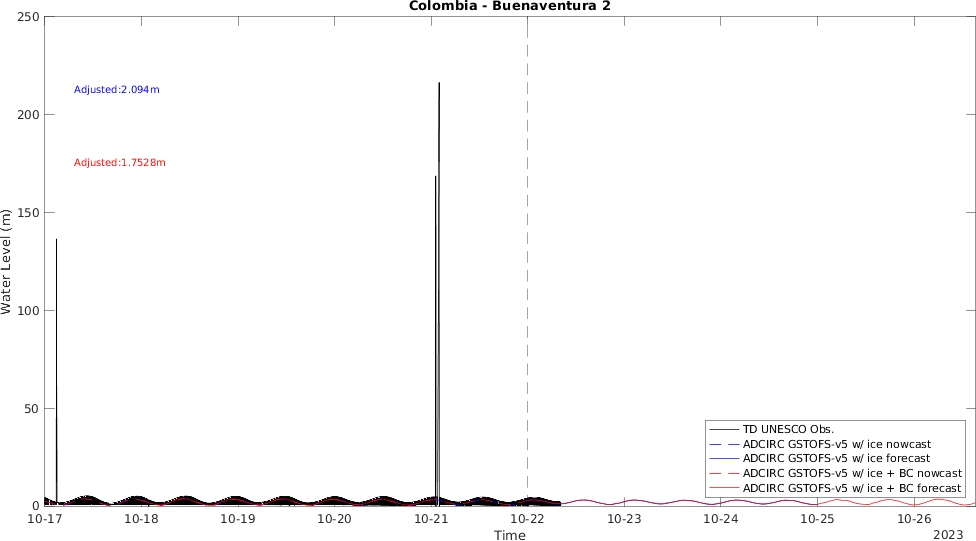 Colombia - Buenaventura 2
250
200
150
100
50
0
Water Level (m)
Adjusted:2.094m
Adjusted:1.7528m
TD UNESCO Obs.
ADCIRC GSTOFS-v5 w/ ice nowcast
ADCIRC GSTOFS-v5 w/ ice forecast
ADCIRC GSTOFS-v5 w/ ice + BC nowcast
ADCIRC GSTOFS-v5 w/ ice + BC forecast
10-17 10-18 10-19 10-20 10-21 10-22 10-23 10-24 10-25 10-26
Time
2023